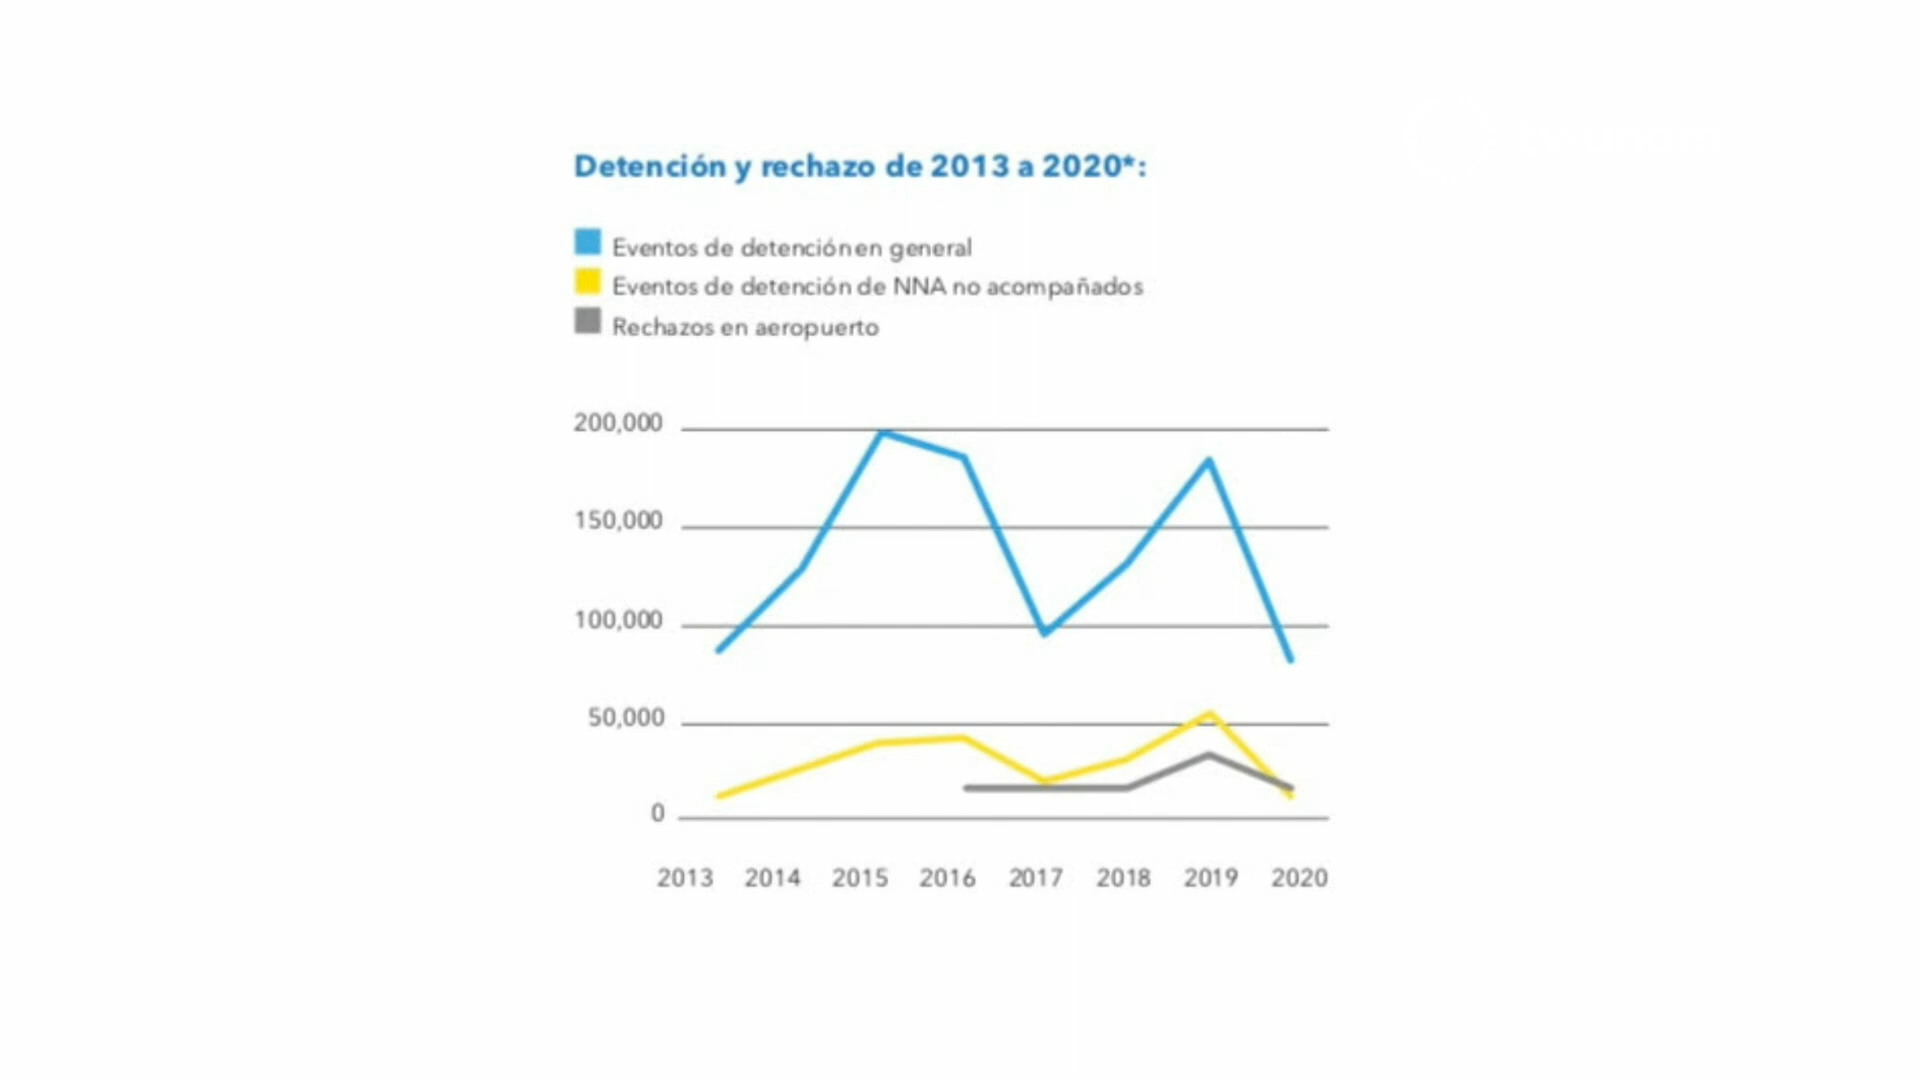 Detención y rechazo de 2013 a 2020*:
Eventos de detención en general
Eventos de detención de NNA no acompañados
Rechazos en aeropuerto
200,000
150,000
100,000
50,000
0
2013 2014 2015 2016 2017 2018 2019 2020